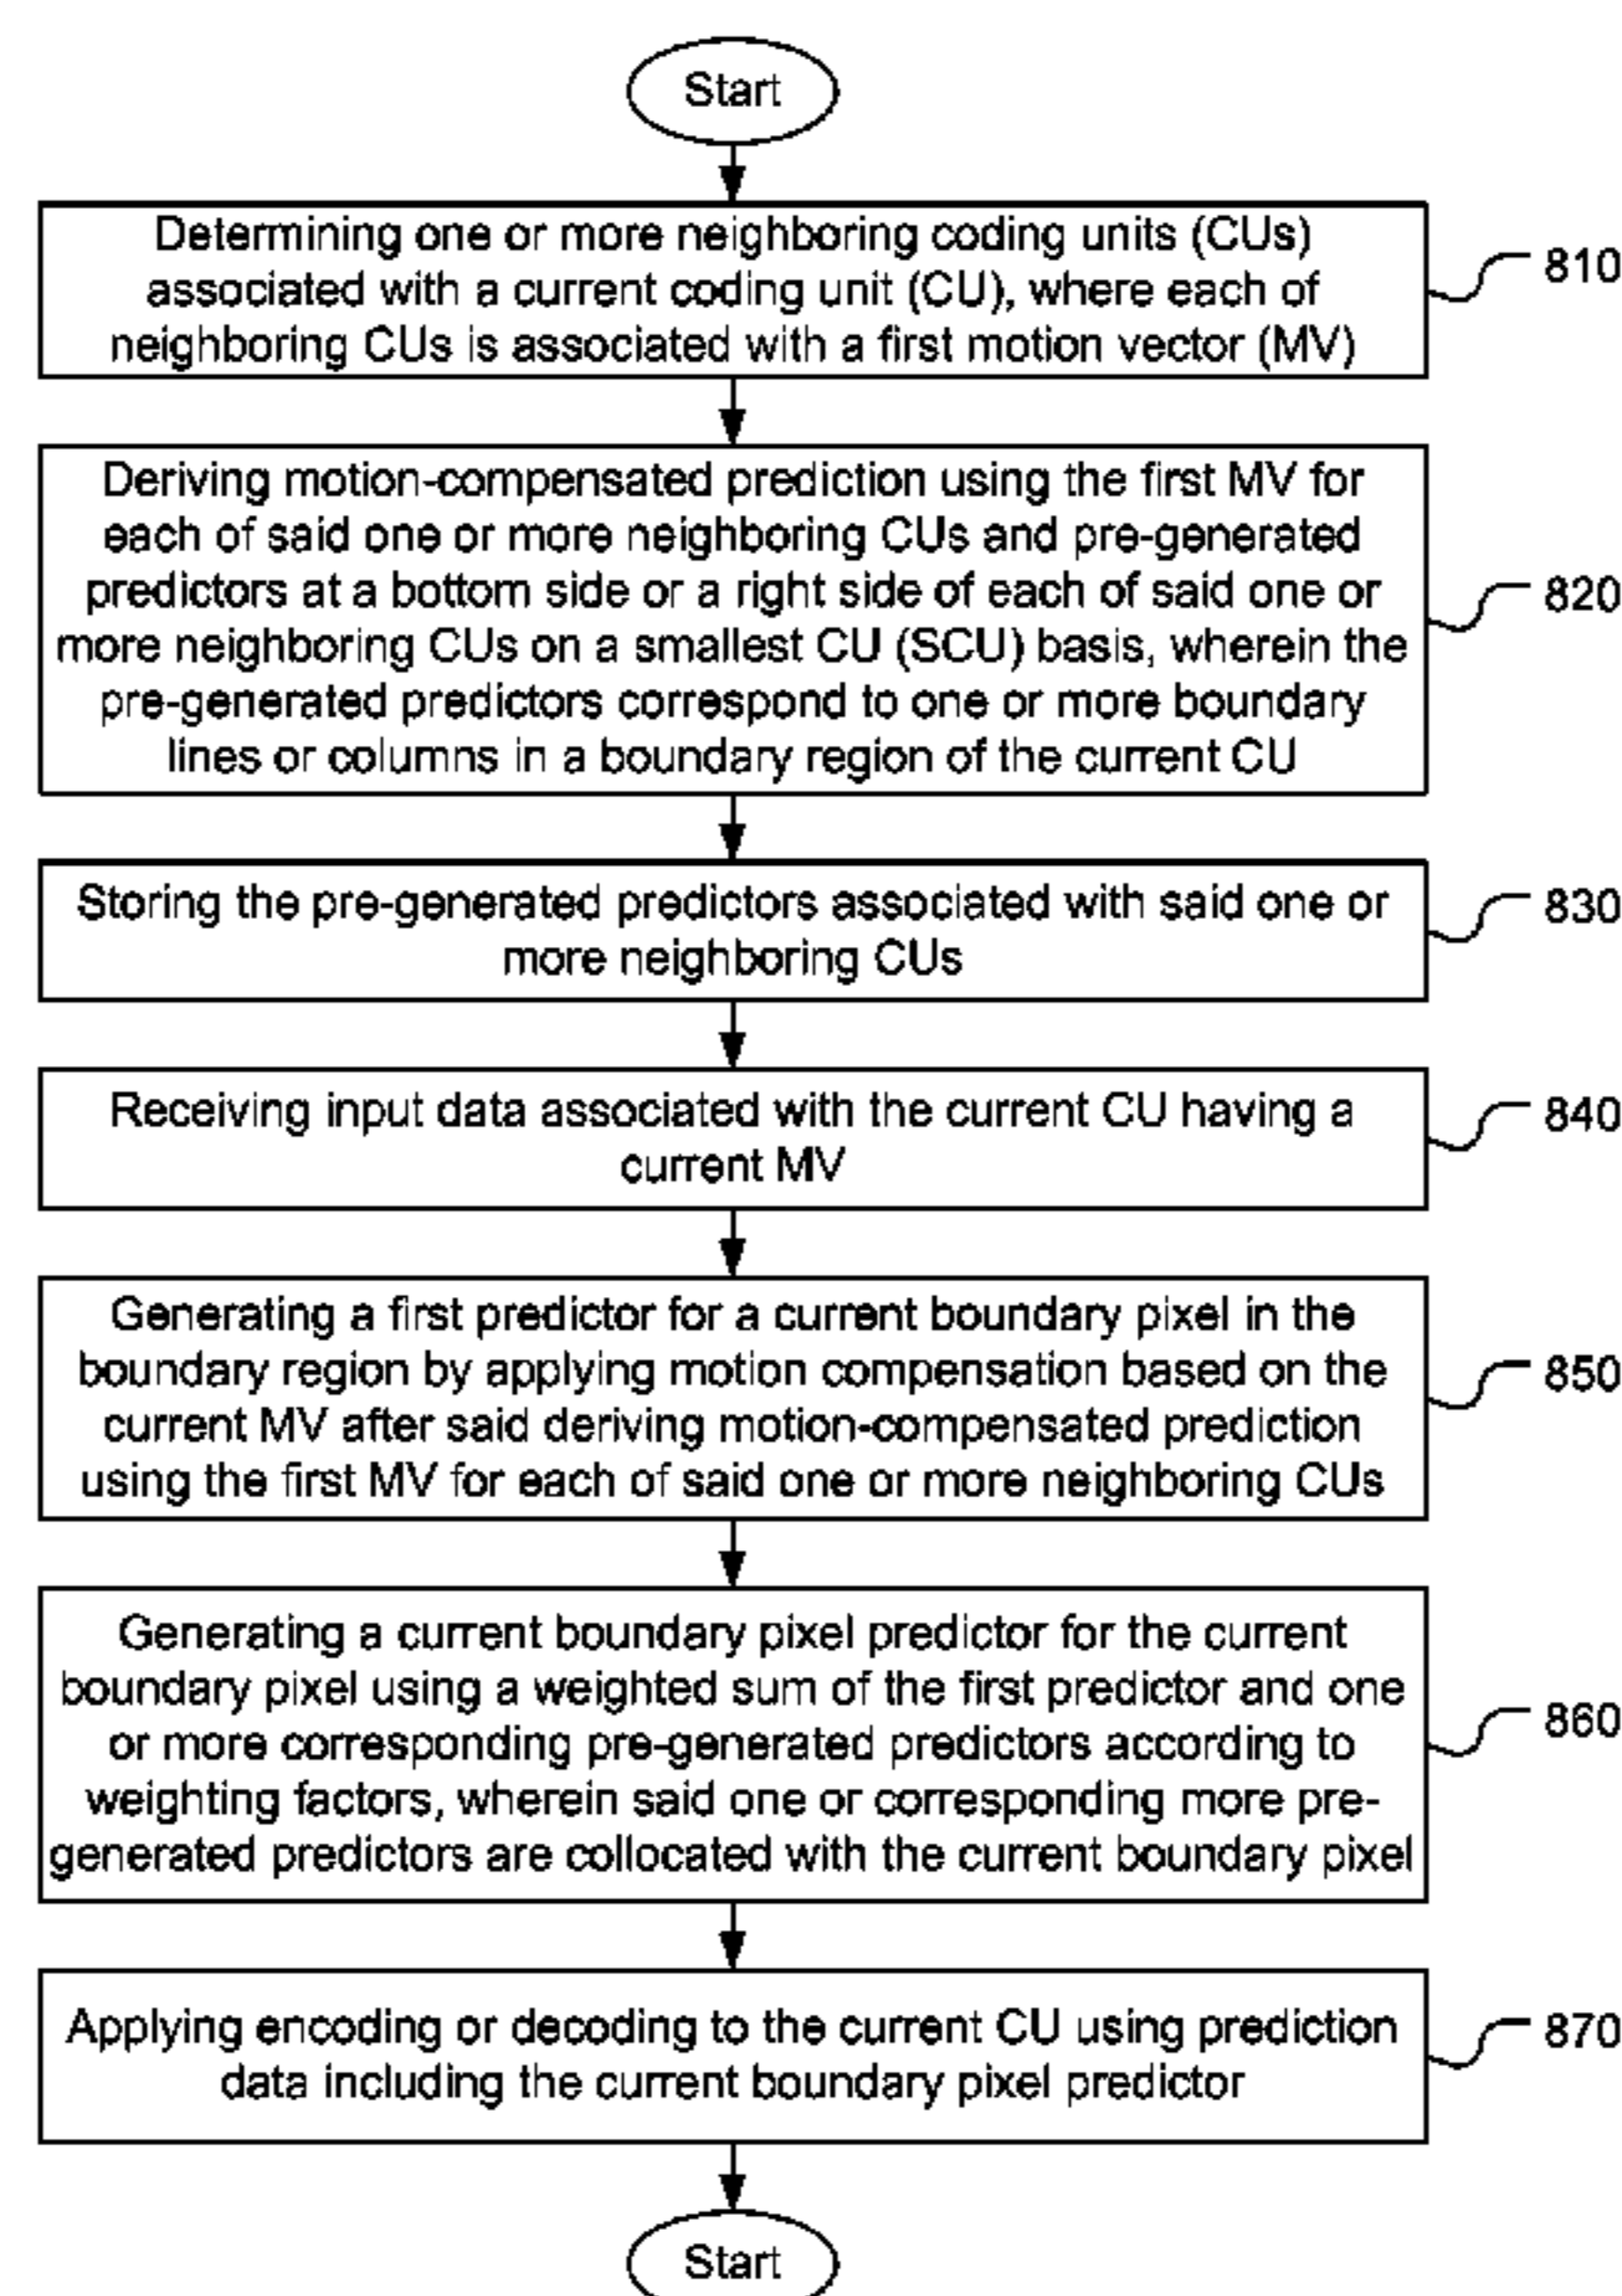 Start
Determining one or more neighboring coding units (CUs)
associated with a current coding unit (CU), where each of
neighboring CUs is associated with a first motion vector (MV)
810
Deriving motion-compensated prediction using the first MV for
each of said one or more neighboring CUs and pre-generated
predictors at a bottom side or a right side of each of said one or
more neighboring CUs on a smallest CU (SCU) basis, wherein the
pre-generated predictors correspond to one or more boundary
lines or columns in a boundary region of the current CU
820
Storing the pre-generated predictors associated with said one or
more neighboring CUs
830
Receiving input data associated with the current CU having a
current MV
840
Generating a first predictor for a current boundary pixel in the
boundary region by applying motion compensation based on the
current MV after said deriving motion-compensated prediction
using the first MV for each of said one or more neighboring CUs
850
Generating a current boundary pixel predictor for the current
boundary pixel using a weighted sum of the first predictor and one
or more corresponding pre-generated predictors according to
weighting factors, wherein said one or corresponding more pre-
generated predictors are collocated with the current boundary pixel
860
Applying encoding or decoding to the current CU using prediction
data including the current boundary pixel predictor
870
Start